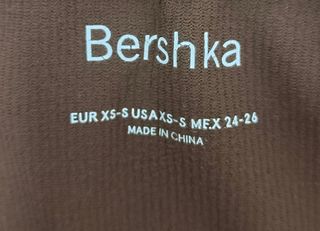 Bershka
EUR XS-S USA XS-S MEX 24-26
MADE IN CHINA